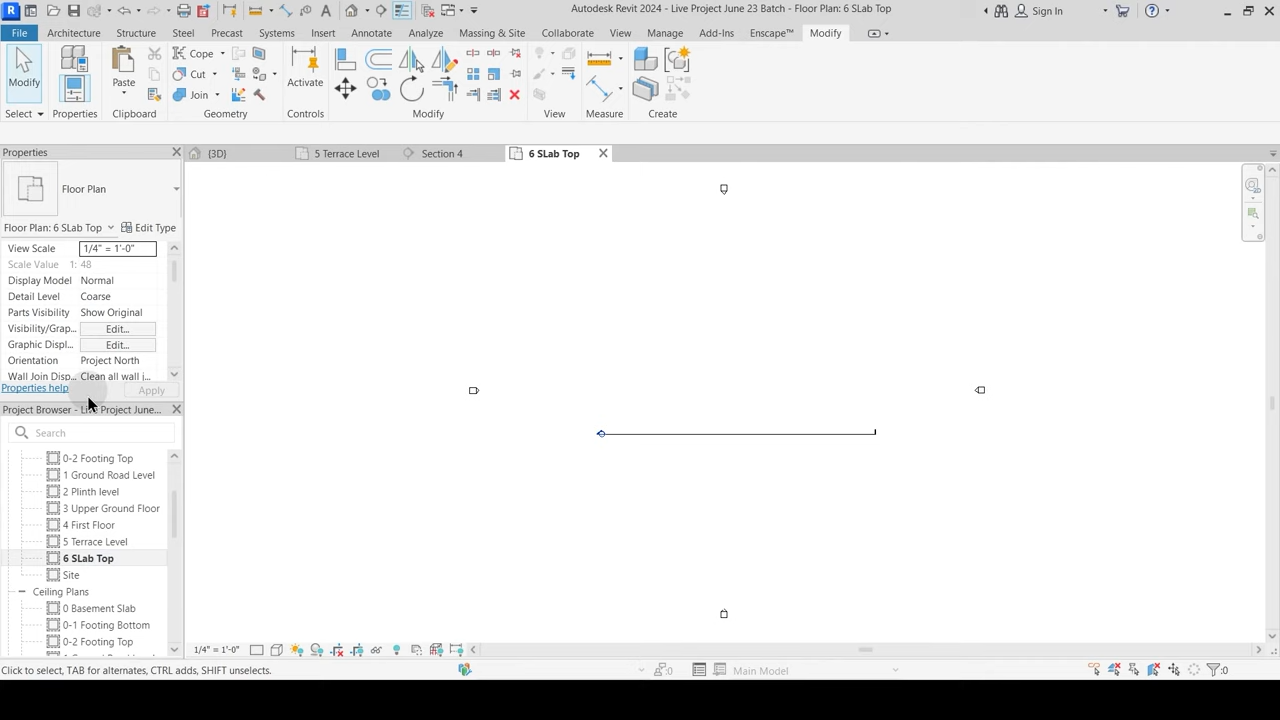 Autodesk Revit 2024 - Live Project June 23 Batch - Floor Plan: 6 SLab Top
Sign In
File Architecture Structure Steel Precast Systems Insert Annotate Analyze Massing & Site Collaborate View Manage Add-Ins Enscape™ Modify
Modify
Paste
Cope
Cut
Join
Activate
Select Properties Clipboard Geometry Controls Modify View Measure Create
Properties
{3D} 5 Terrace Level Section 4 6 SLab Top
Floor Plan
Floor Plan: 6 SLab Top Edit Type
View Scale 1/4" = 1'-0"
Scale Value 1: 48
Display Model Normal
Detail Level Coarse
Parts Visibility Show Original
Visibility/Grap... Edit...
Graphic Displ... Edit...
Orientation Project North
Wall Join Disp... Clean all wall j...
Properties help Apply
Project Browser - Live Project June...
Search
0-2 Footing Top
1 Ground Road Level
2 Plinth level
3 Upper Ground Floor
4 First Floor
5 Terrace Level
6 SLab Top
Site
Ceiling Plans
0 Basement Slab
0-1 Footing Bottom
0-2 Footing Top
1/4" = 1'-0"
Click to select, TAB for alternates, CTRL adds, SHIFT unselects.
:0
Main Model
:0